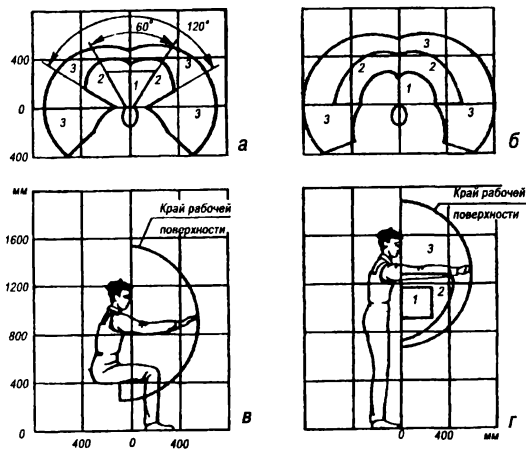 60° 120°
400
3 2 1 2 3
0
3 3
400
а
3
2 2
1
3 3
б
мм
Край рабочей
поверхности
1600
1200
800
400
0
400 0 400
в
Край рабочей
поверхности
3
2
1
0 400
мм
г